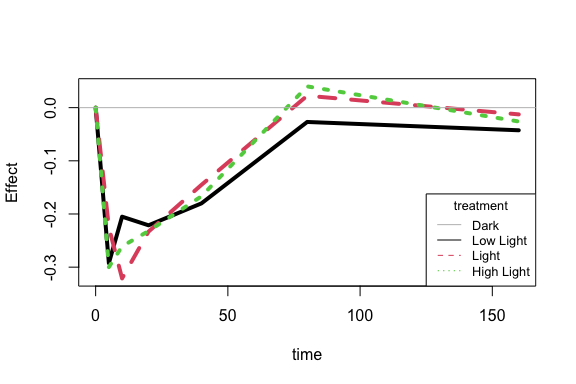 0.0
-0.1
-0.2
-0.3
Effect
treatment
Dark
Low Light
Light
High Light
0 50 100 150
time